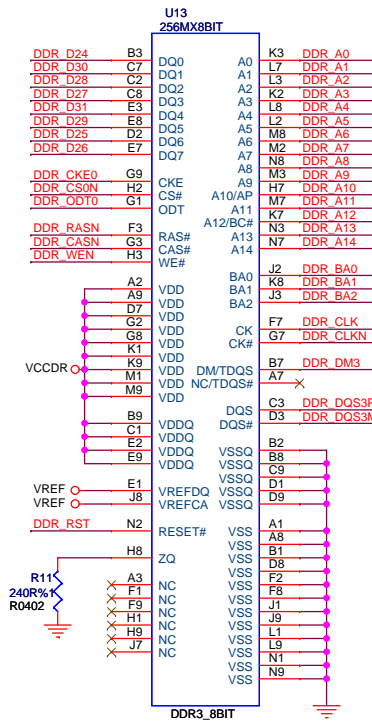 U13
256MX8BIT
DDR_D24 B3 DQ0 A0 K3 DDR_A0
DDR_D30 C7 DQ1 A1 L7 DDR_A1
DDR_D28 C2 DQ2 A2 L3 DDR_A2
DDR_D27 C8 DQ3 A3 K2 DDR_A3
DDR_D31 E3 DQ4 A4 L8 DDR_A4
DDR_D29 E8 DQ5 A5 L2 DDR_A5
DDR_D25 D2 DQ6 A6 M8 DDR_A6
DDR_D26 E7 DQ7 A7 M2 DDR_A7
A8 N8 DDR_A8
DDR_CKE0 G9 CKE A9 M3 DDR_A9
DDR_CS0N H2 CS# A10/AP H7 DDR_A10
DDR_ODT0 G1 ODT A11 M7 DDR_A11
A12/BC# K7 DDR_A12
DDR_RASN F3 RAS# A13 N3 DDR_A13
DDR_CASN G3 CAS# A14 N7 DDR_A14
DDR_WEN H3 WE#
BA0 J2 DDR_BA0
A2 VDD BA1 K8 DDR_BA1
A9 VDD BA2 J3 DDR_BA2
D7 VDD
G2 VDD CK F7 DDR_CLK
G8 VDD CK# G7 DDR_CLKN
K1 VDD
VCCDR K9 VDD DM/TDQS B7 DDR_DM3
M1 VDD NC/TDQS# A7
M9 VDD
DQS C3 DDR_DQS3P
B9 VDDQ DQS# D3 DDR_DQS3M
C1 VDDQ
E2 VDDQ VSSQ B2
E9 VDDQ VSSQ B8
VSSQ C9
VREF E1 VREFDQ VSSQ D1
VREF J8 VREFCA VSSQ D9
DDR_RST N2 RESET# VSS A1
VSS A8
H8 ZQ VSS B1
VSS D8
R11 A3 NC VSS F2
240R%1 F1 NC VSS F8
R0402 F9 NC VSS J1
H1 NC VSS J9
H9 NC VSS L1
J7 NC VSS L9
VSS N1
VSS N9
DDR3_8BIT